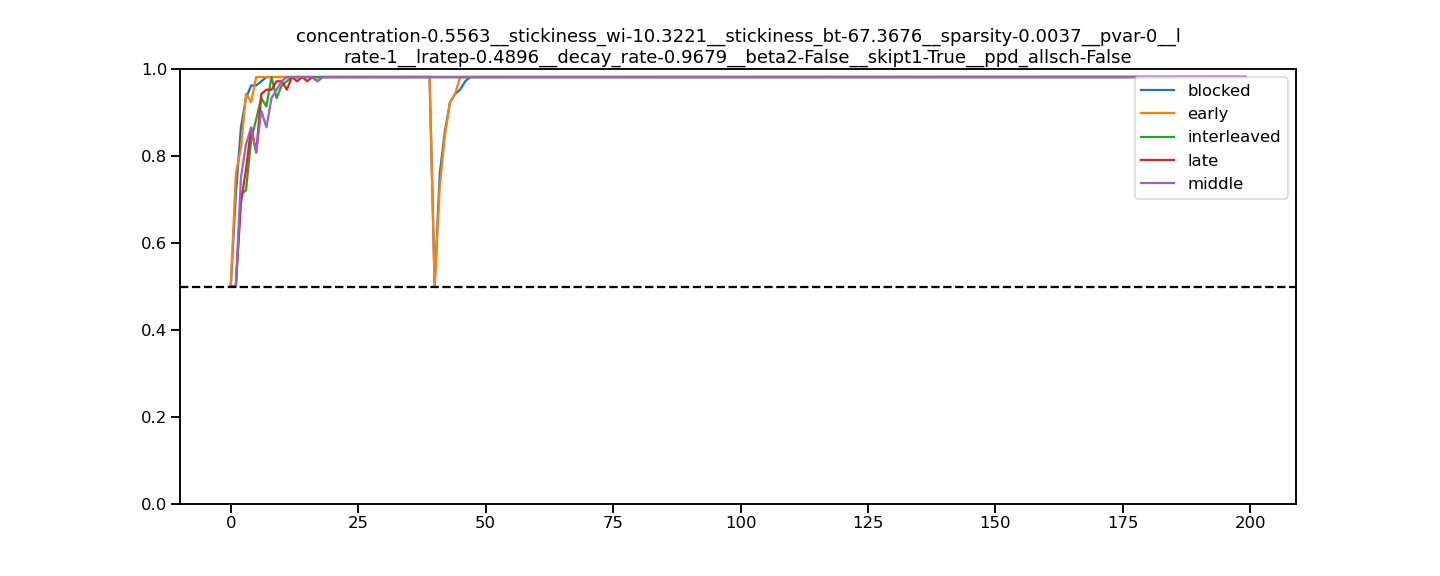 concentration-0.5563__stickiness_wi-10.3221__stickiness_bt-67.3676__sparsity-0.0037__pvar-0__l
rate-1__lratep-0.4896__decay_rate-0.9679__beta2-False__skipt1-True__ppd_allsch-False
1.0
0.8
0.6
0.4
0.2
0.0
0 25 50 75 100 125 150 175 200
blocked
early
interleaved
late
middle